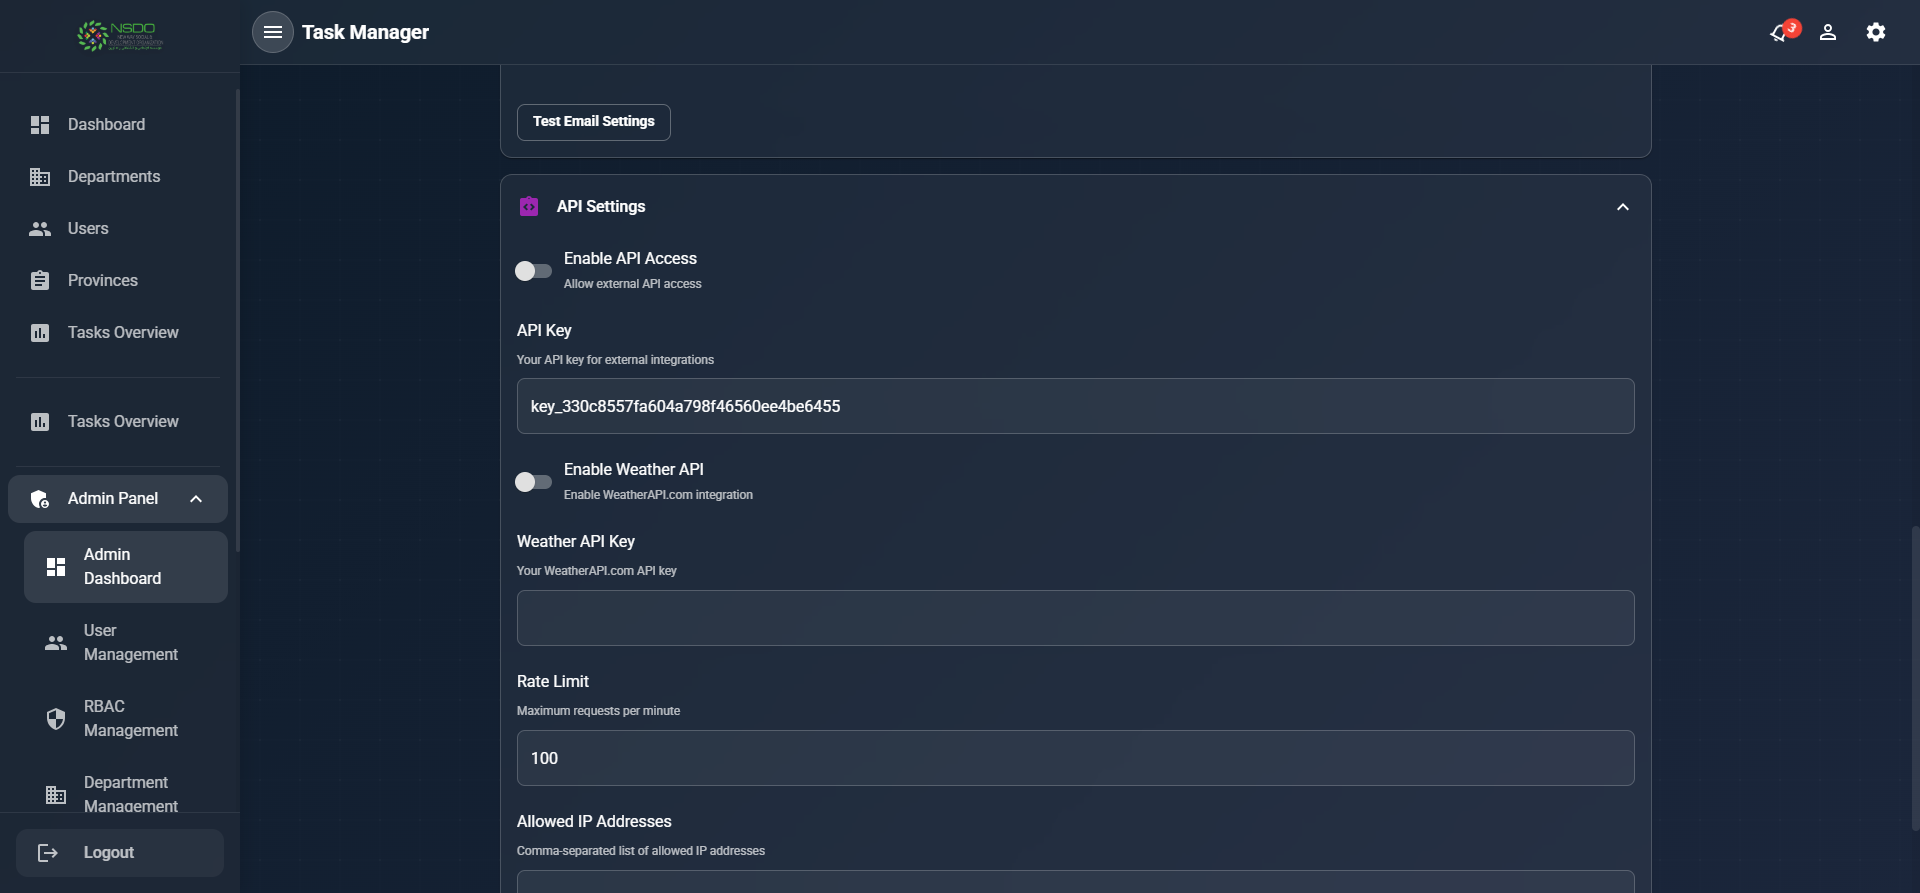 NSDO
Task Manager
3
Dashboard
Departments
Users
Provinces
Tasks Overview
Tasks Overview
Admin Panel
Admin
Dashboard
User
Management
RBAC
Management
Department
Management
Logout
Test Email Settings
API Settings
Enable API Access
Allow external API access
API Key
Your API key for external integrations
key_330c8557fa604a798f46560ee4be6455
Enable Weather API
Enable WeatherAPI.com integration
Weather API Key
Your WeatherAPI.com API key
Rate Limit
Maximum requests per minute
100
Allowed IP Addresses
Comma-separated list of allowed IP addresses